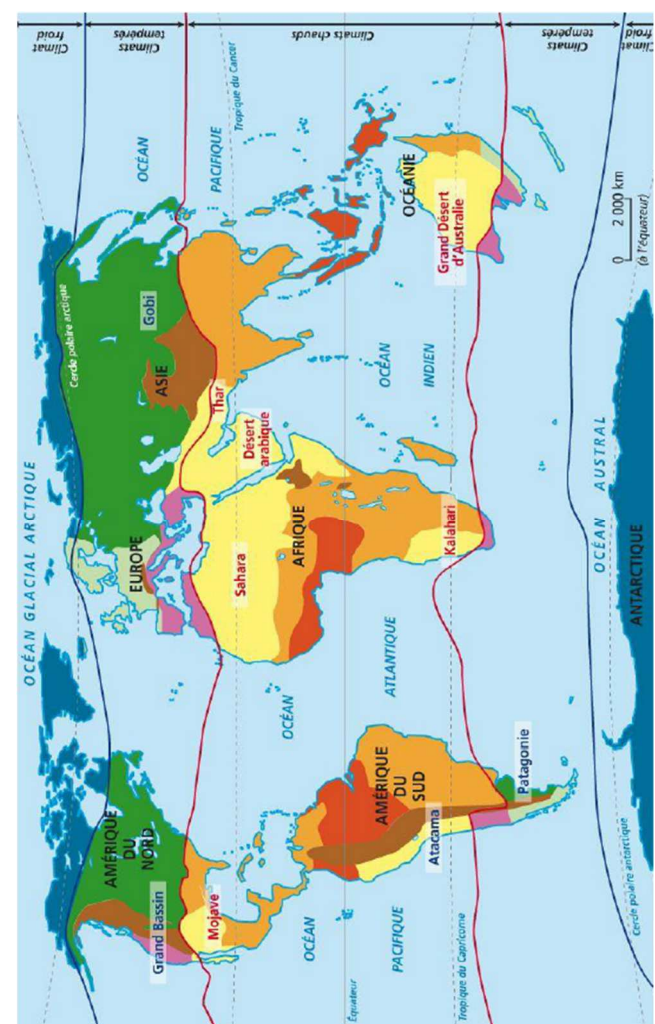 OCÉAN GLACIAL ARCTIQUE
Climat
froid
Cercle polaire arctique
AMÉRIQUE
DU
NORD
EUROPE
ASIE
Gobi
OCÉAN
Climats
tempérés
Grand Bassin
Mojave
Sahara
Désert
arabique
Thar
PACIFIQUE
Tropique du Cancer
OCÉAN
AFRIQUE
Climats chauds
OCÉAN
PACIFIQUE
Équateur
AMÉRIQUE
DU
SUD
ATLANTIQUE
OCÉAN
INDIEN
OCÉANIE
Atacama
Kalahari
Grand Désert
d'Australie
Tropique du Capricorne
Patagonie
Climats
tempérés
OCÉAN AUSTRAL
0 2 000 km
(à l'équateur)
Cercle polaire antarctique
ANTARCTIQUE
Climat
froid